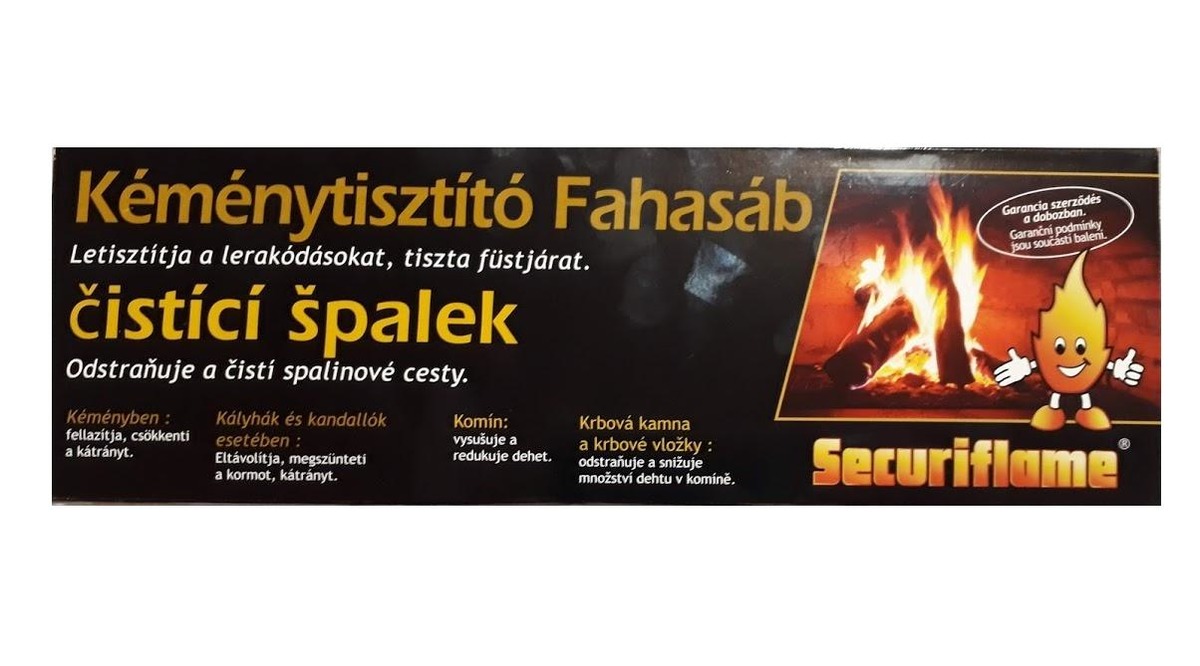 Kéménytisztító Fahasáb
Letisztítja a lerakódásokat, tiszta füstjárat.
čistící špalek
Odstraňuje a čistí spalinové cesty.
Kéményben :
fellazítja, csökkenti
a kátrányt.
Kályhák és kandallók
esetében :
Eltávolítja, megszünteti
a kormot, kátrányt.
Komín:
vysušuje a
redukuje dehet.
Krbová kamna
a krbové vložky :
odstraňuje a snižuje
množství dehtu v komíně.
Garancia szerződés
a dobozban.
Garanční podmínky
jsou součástí balení.
Securiflame®